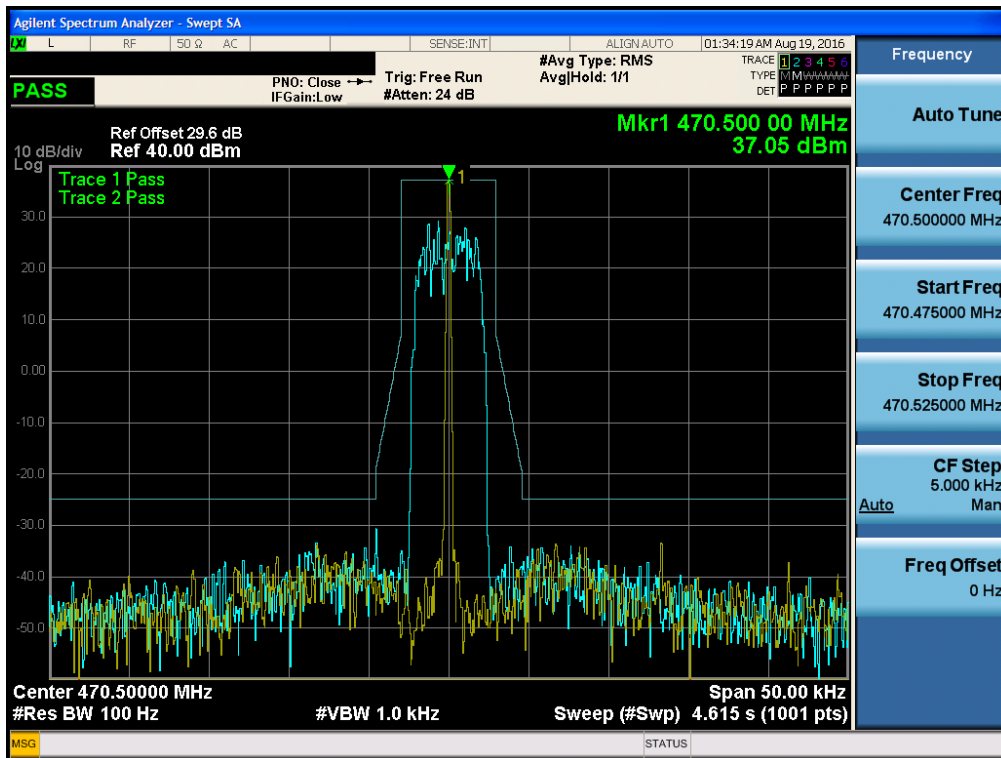 Agilent Spectrum Analyzer - Swept SA
LXI L RF 50 Ω AC SENSE:INT ALIGN AUTO 01:34:19 AM Aug 19, 2016
Frequency
PASS
PNO: Close
IFGain:Low
Trig: Free Run
#Atten: 24 dB
#Avg Type: RMS
Avg|Hold: 1/1
TRACE 1 2 3 4 5 6
TYPE M M W W W W
DET P P P P P P
Auto Tune
Mkr1 470.500 00 MHz
37.05 dBm
Ref Offset 29.6 dB
10 dB/div Ref 40.00 dBm
Log
Trace 1 Pass
Trace 2 Pass
1
30.0
20.0
10.0
0.00
-10.0
-20.0
-30.0
-40.0
-50.0
Center Freq
470.500000 MHz
Start Freq
470.475000 MHz
Stop Freq
470.525000 MHz
CF Step
5.000 kHz
Auto Man
Freq Offset
0 Hz
Center 470.50000 MHz Span 50.00 kHz
#Res BW 100 Hz #VBW 1.0 kHz Sweep (#Swp) 4.615 s (1001 pts)
MSG STATUS